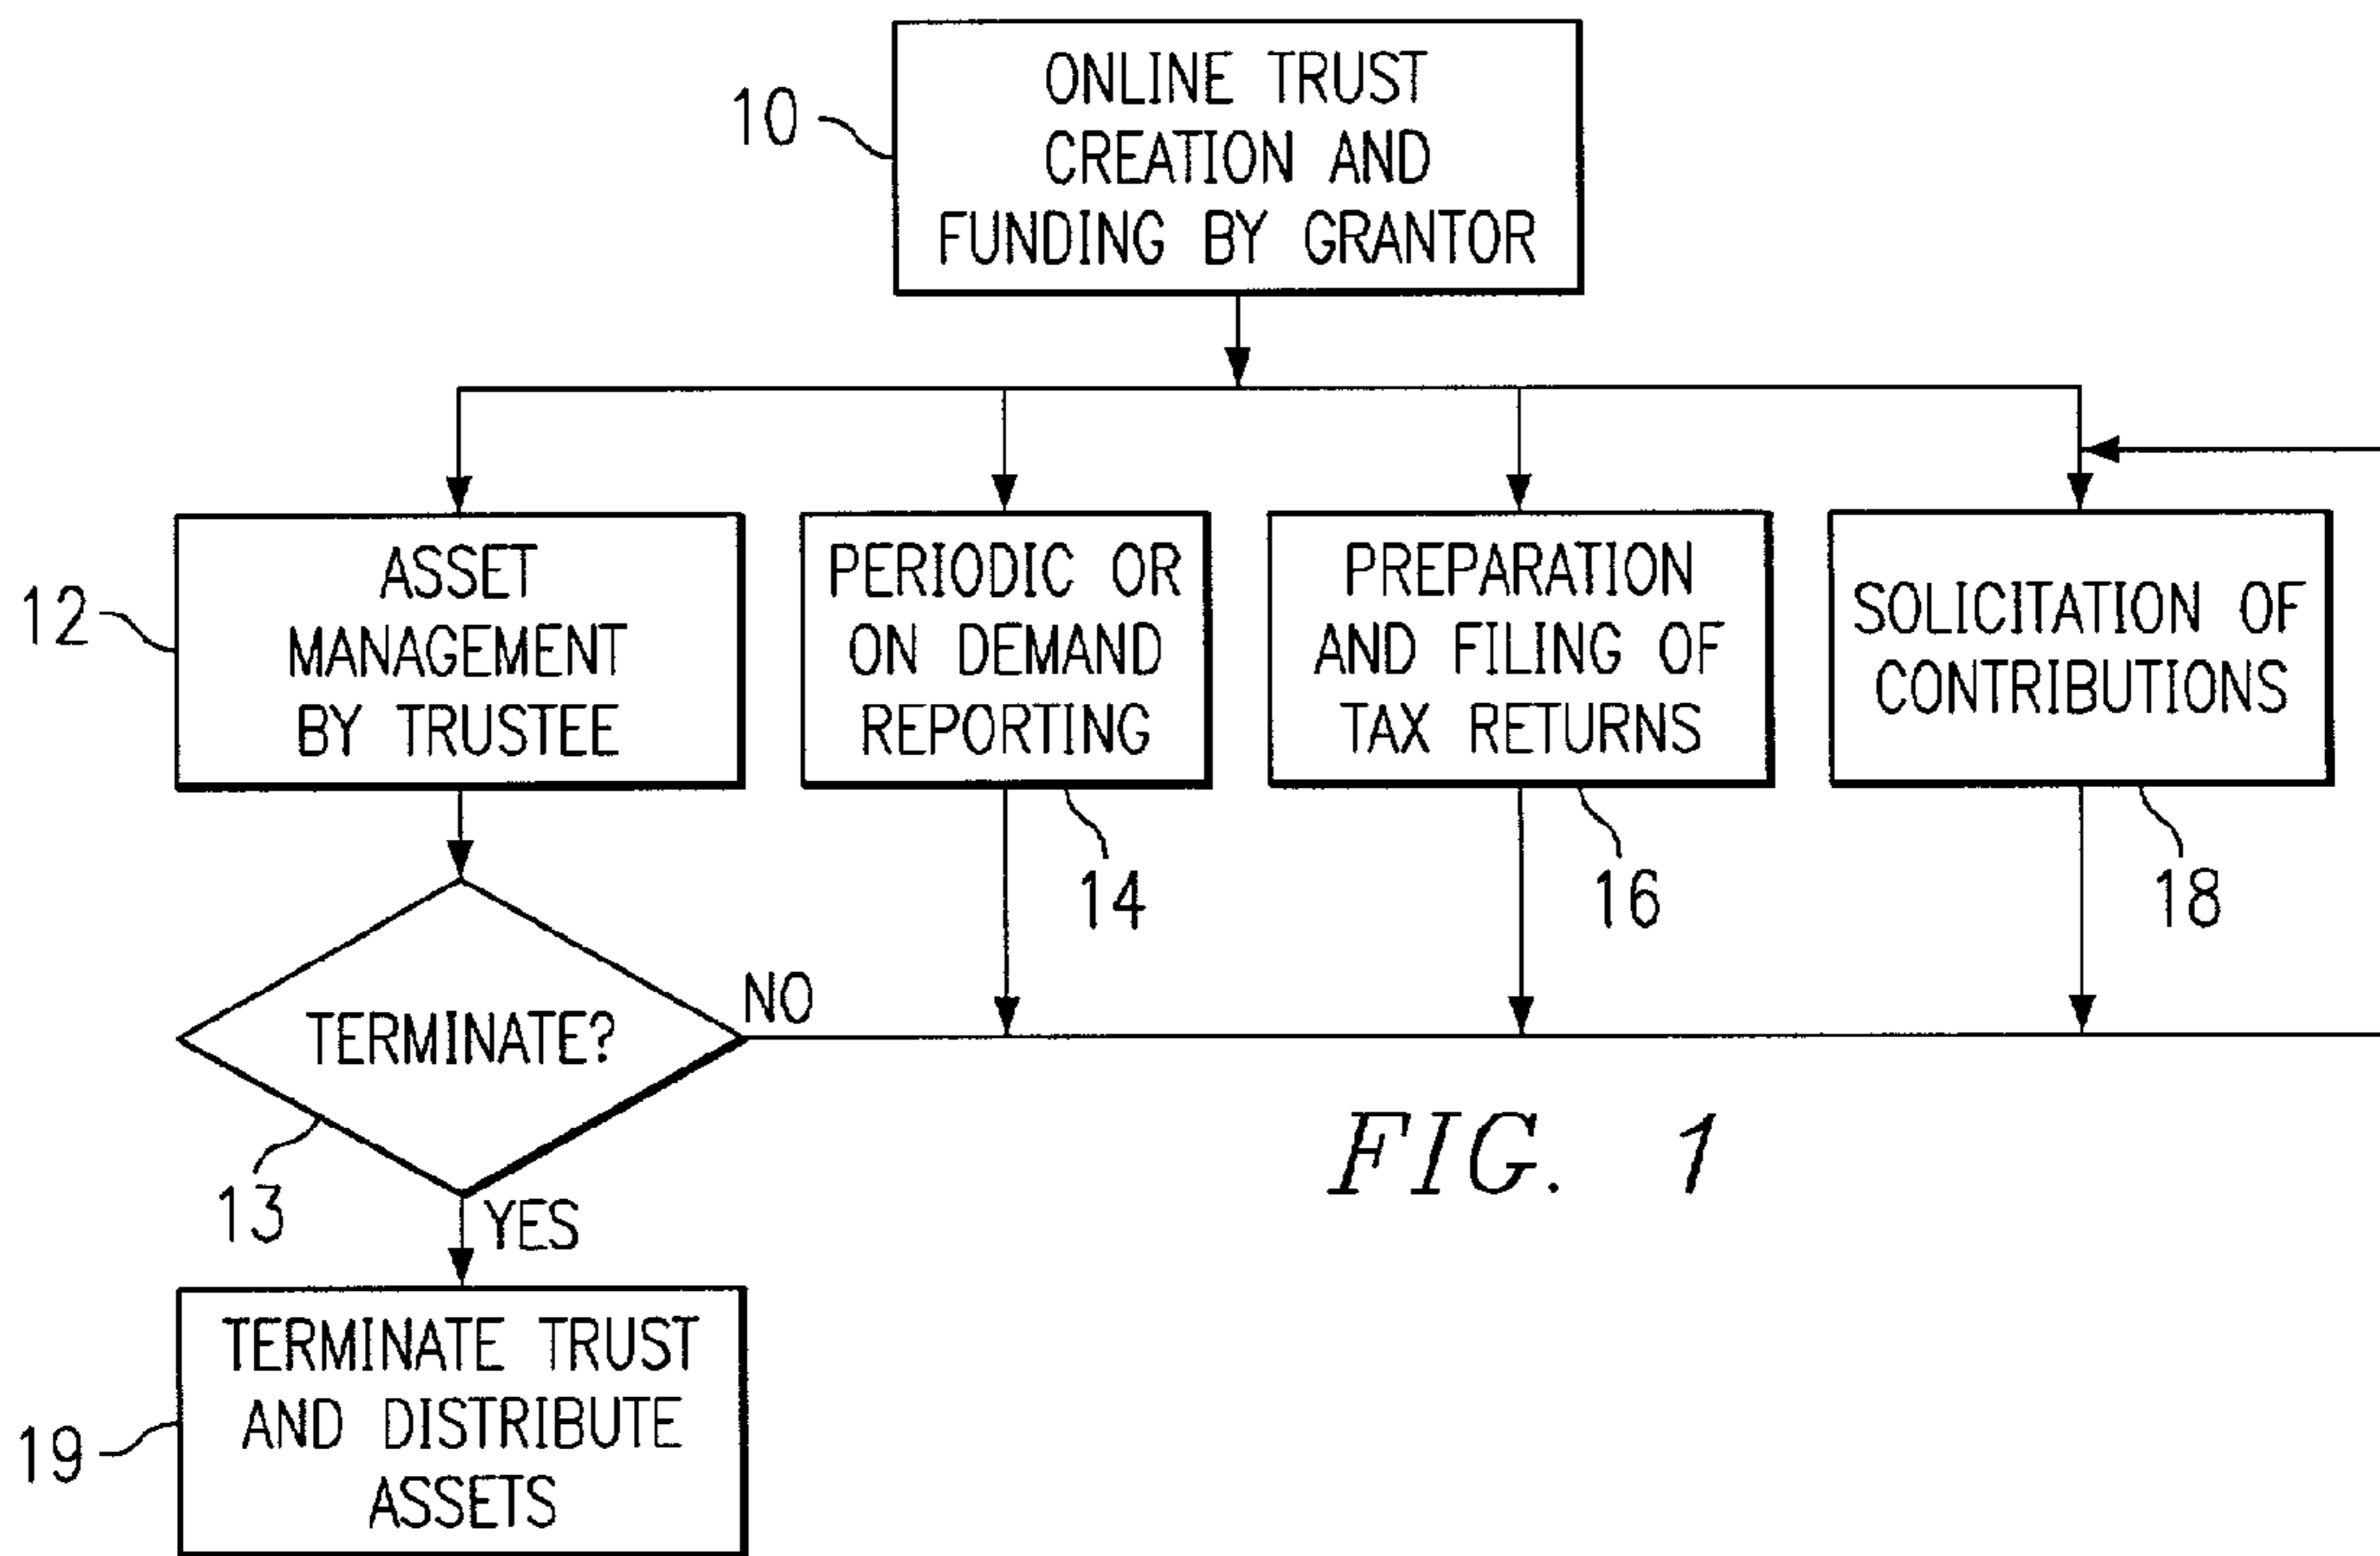 10
ONLINE TRUST
CREATION AND
FUNDING BY GRANTOR
12
ASSET
MANAGEMENT
BY TRUSTEE
PERIODIC OR
ON DEMAND
REPORTING
14
PREPARATION
AND FILING OF
TAX RETURNS
16
SOLICITATION OF
CONTRIBUTIONS
18
TERMINATE?
NO
13
YES
19
TERMINATE TRUST
AND DISTRIBUTE
ASSETS
FIG. 1